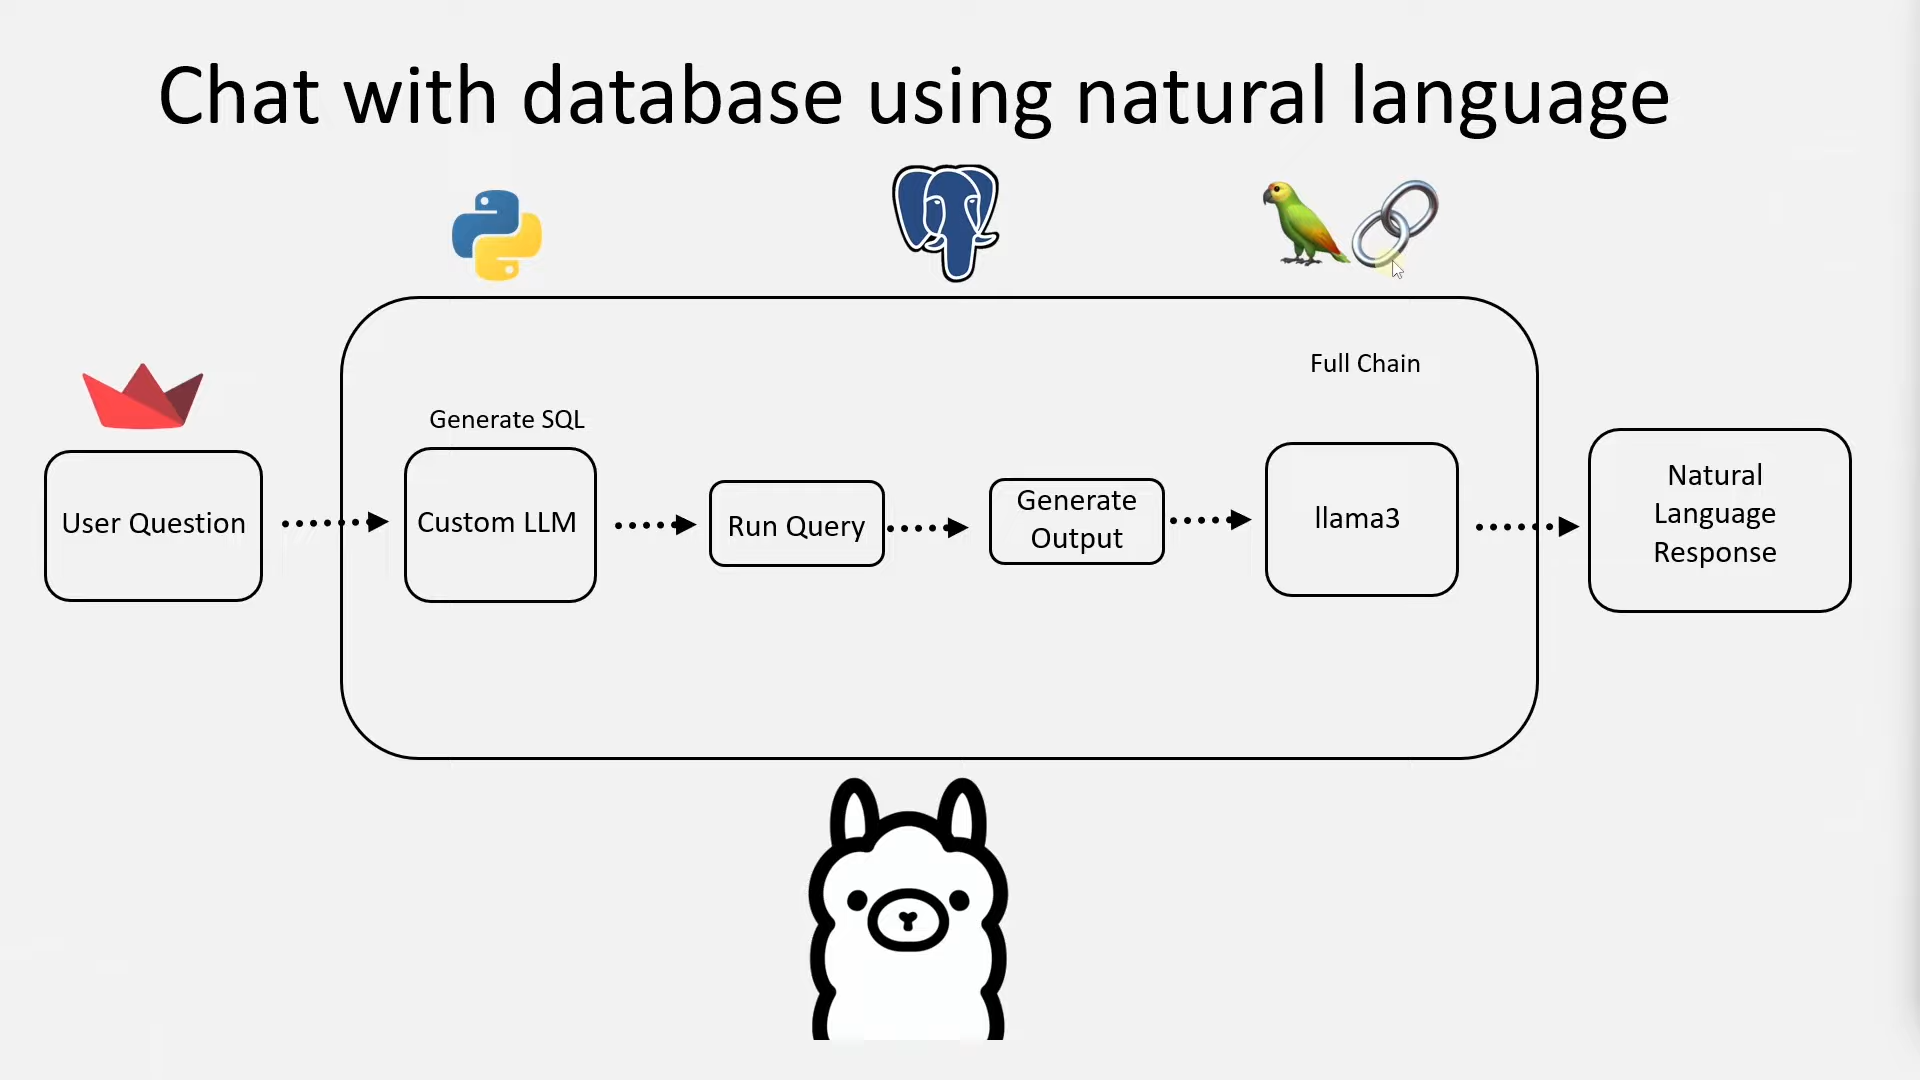 Chat with database using natural language
Full Chain
Generate SQL
User Question
Custom LLM
Run Query
Generate
Output
llama3
Natural
Language
Response